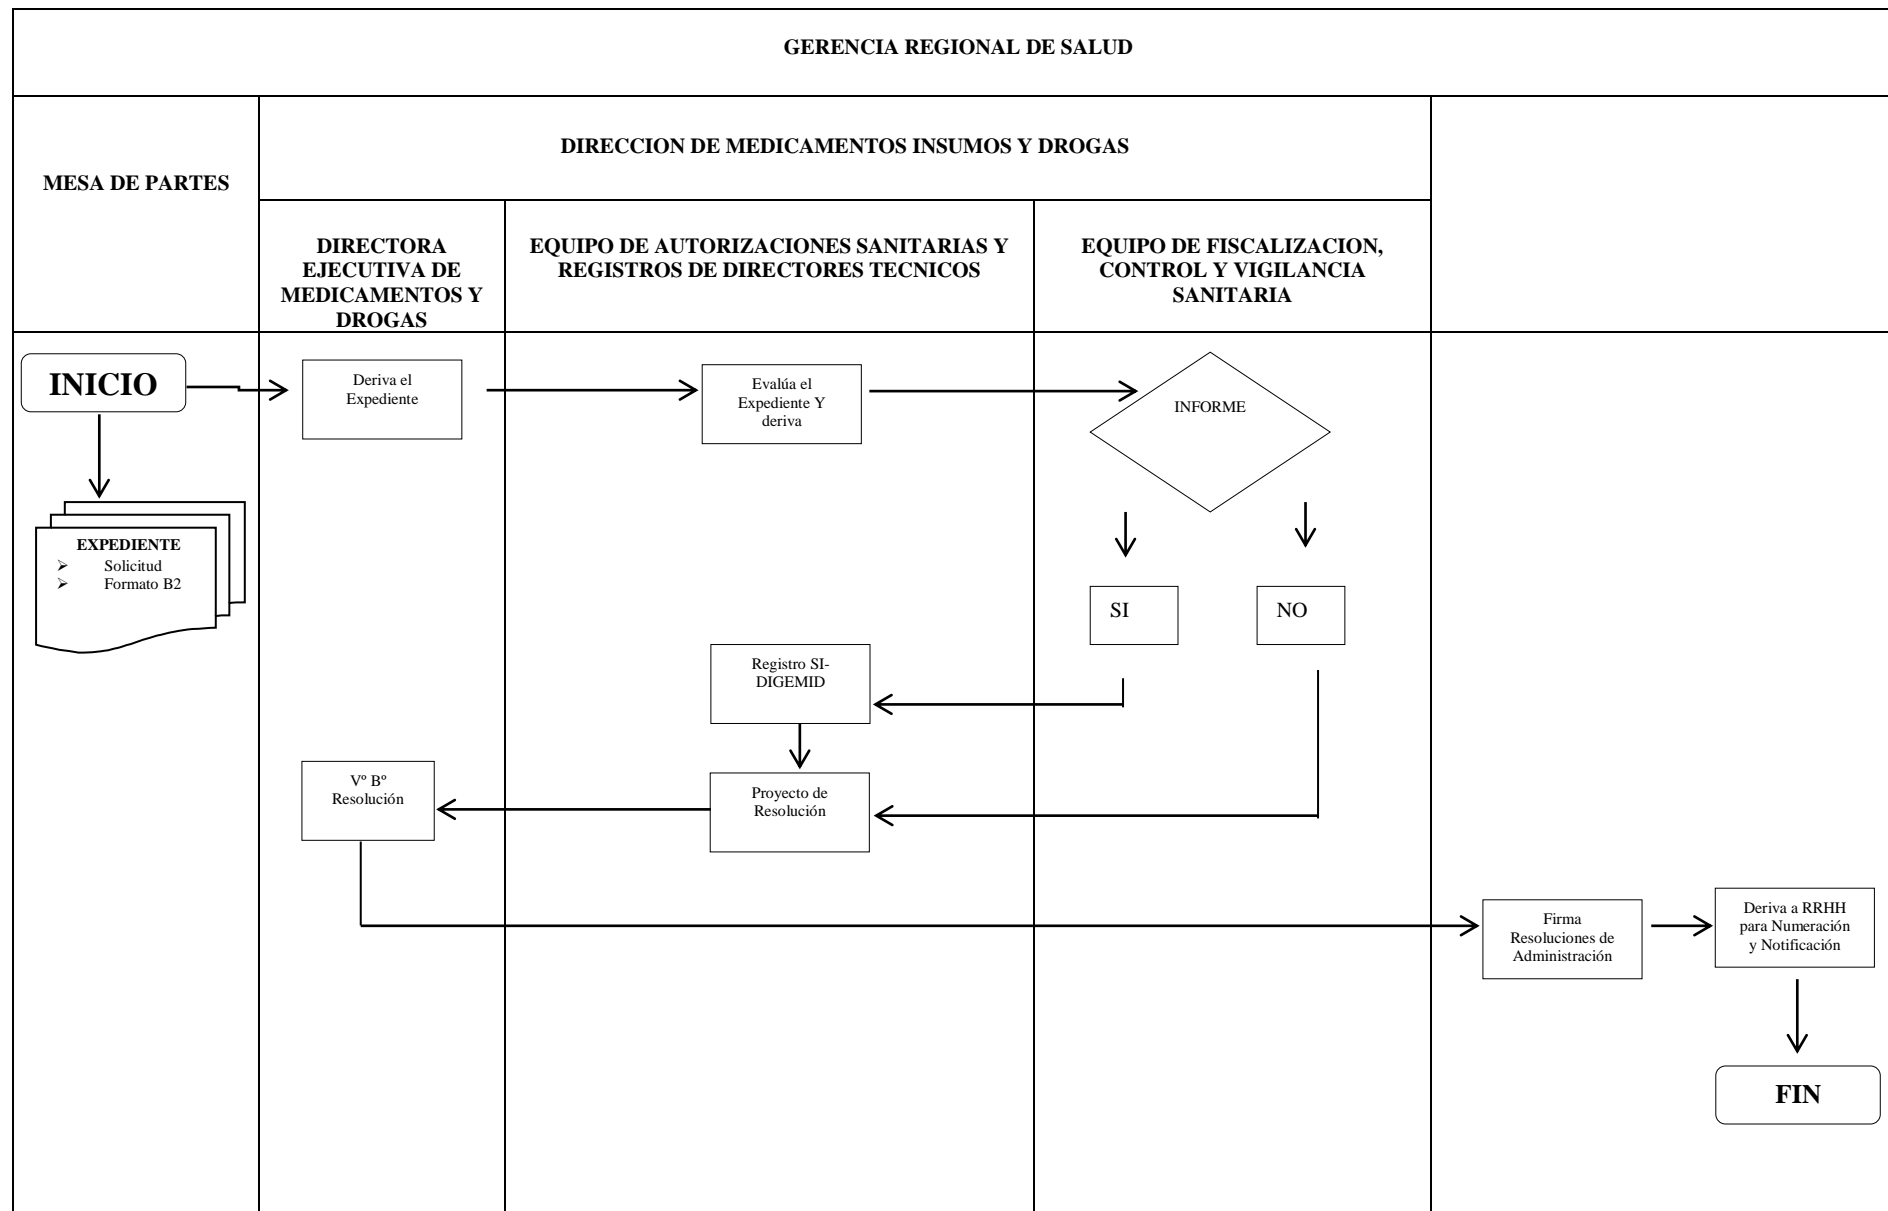 GERENCIA REGIONAL DE SALUD
MESA DE PARTES
DIRECCION DE MEDICAMENTOS INSUMOS Y DROGAS
DIRECTORA
EJECUTIVA DE
MEDICAMENTOS Y
DROGAS
EQUIPO DE AUTORIZACIONES SANITARIAS Y
REGISTROS DE DIRECTORES TECNICOS
EQUIPO DE FISCALIZACION,
CONTROL Y VIGILANCIA
SANITARIA
INICIO
Deriva el
Expediente
Evalúa el
Expediente Y
deriva
INFORME
EXPEDIENTE
➢ Solicitud
➢ Formato B2
SI
NO
Registro SI-
DIGEMID
Vº Bº
Resolución
Proyecto de
Resolución
Firma
Resoluciones de
Administración
Deriva a RRHH
para Numeración
y Notificación
FIN